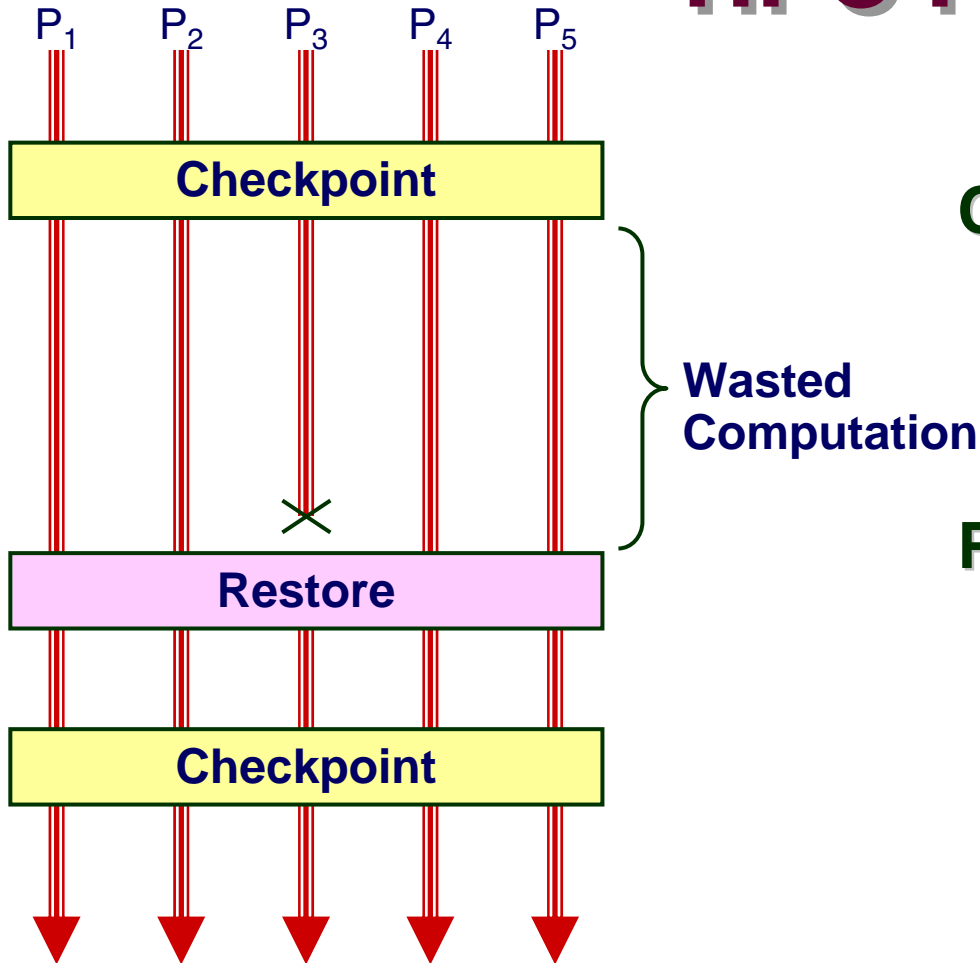 P1 P2 P3 P4 P5
Checkpoint
Wasted
Computation
Restore
Checkpoint